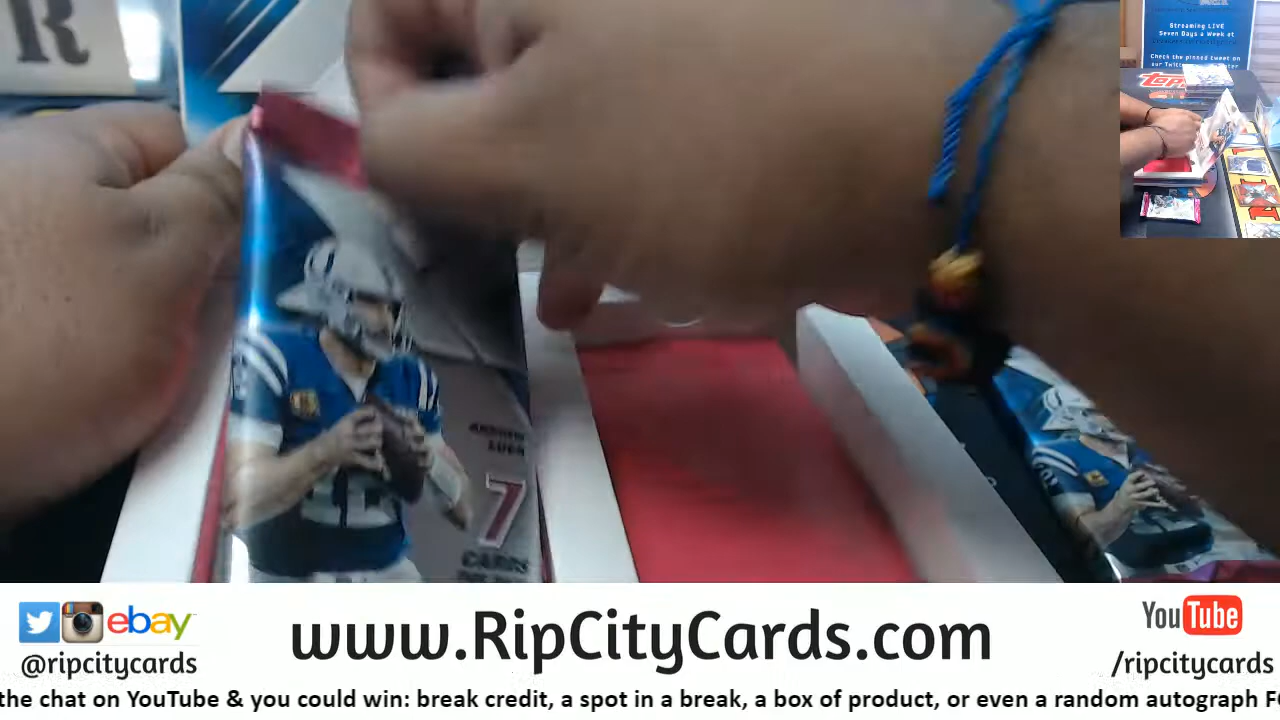 R
Streaming LIVE
Seven Days a Week at
Check the pinned tweet on
our
Topps
ANDREW
LUCK
7
CARDS
12
ebay
@ripcitycards
www.RipCityCards.com
YouTube
/ripcitycards
the chat on YouTube & you could win: break credit, a spot in a break, a box of product, or even a random autograph